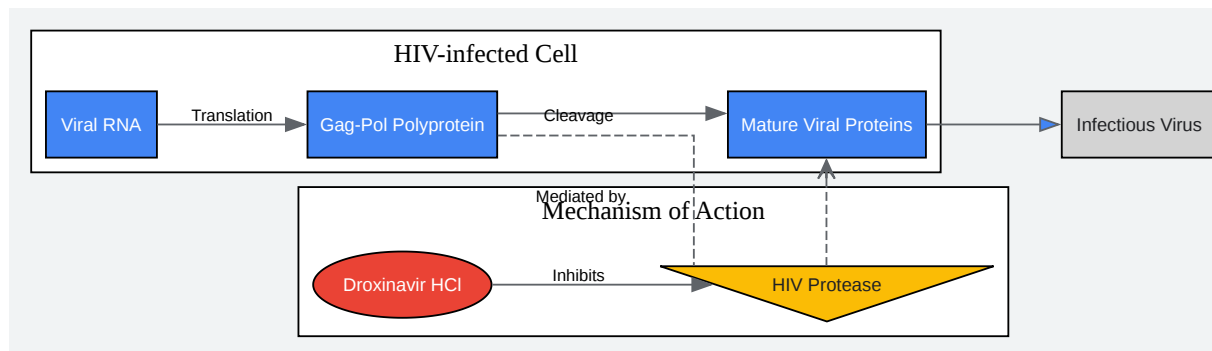 HIV-infected Cell
Viral RNA
Translation
Gag-Pol Polyprotein
Cleavage
Mature Viral Proteins
Infectious Virus
Mediated by
Mechanism of Action
Droxinavir HCl
Inhibits
HIV Protease